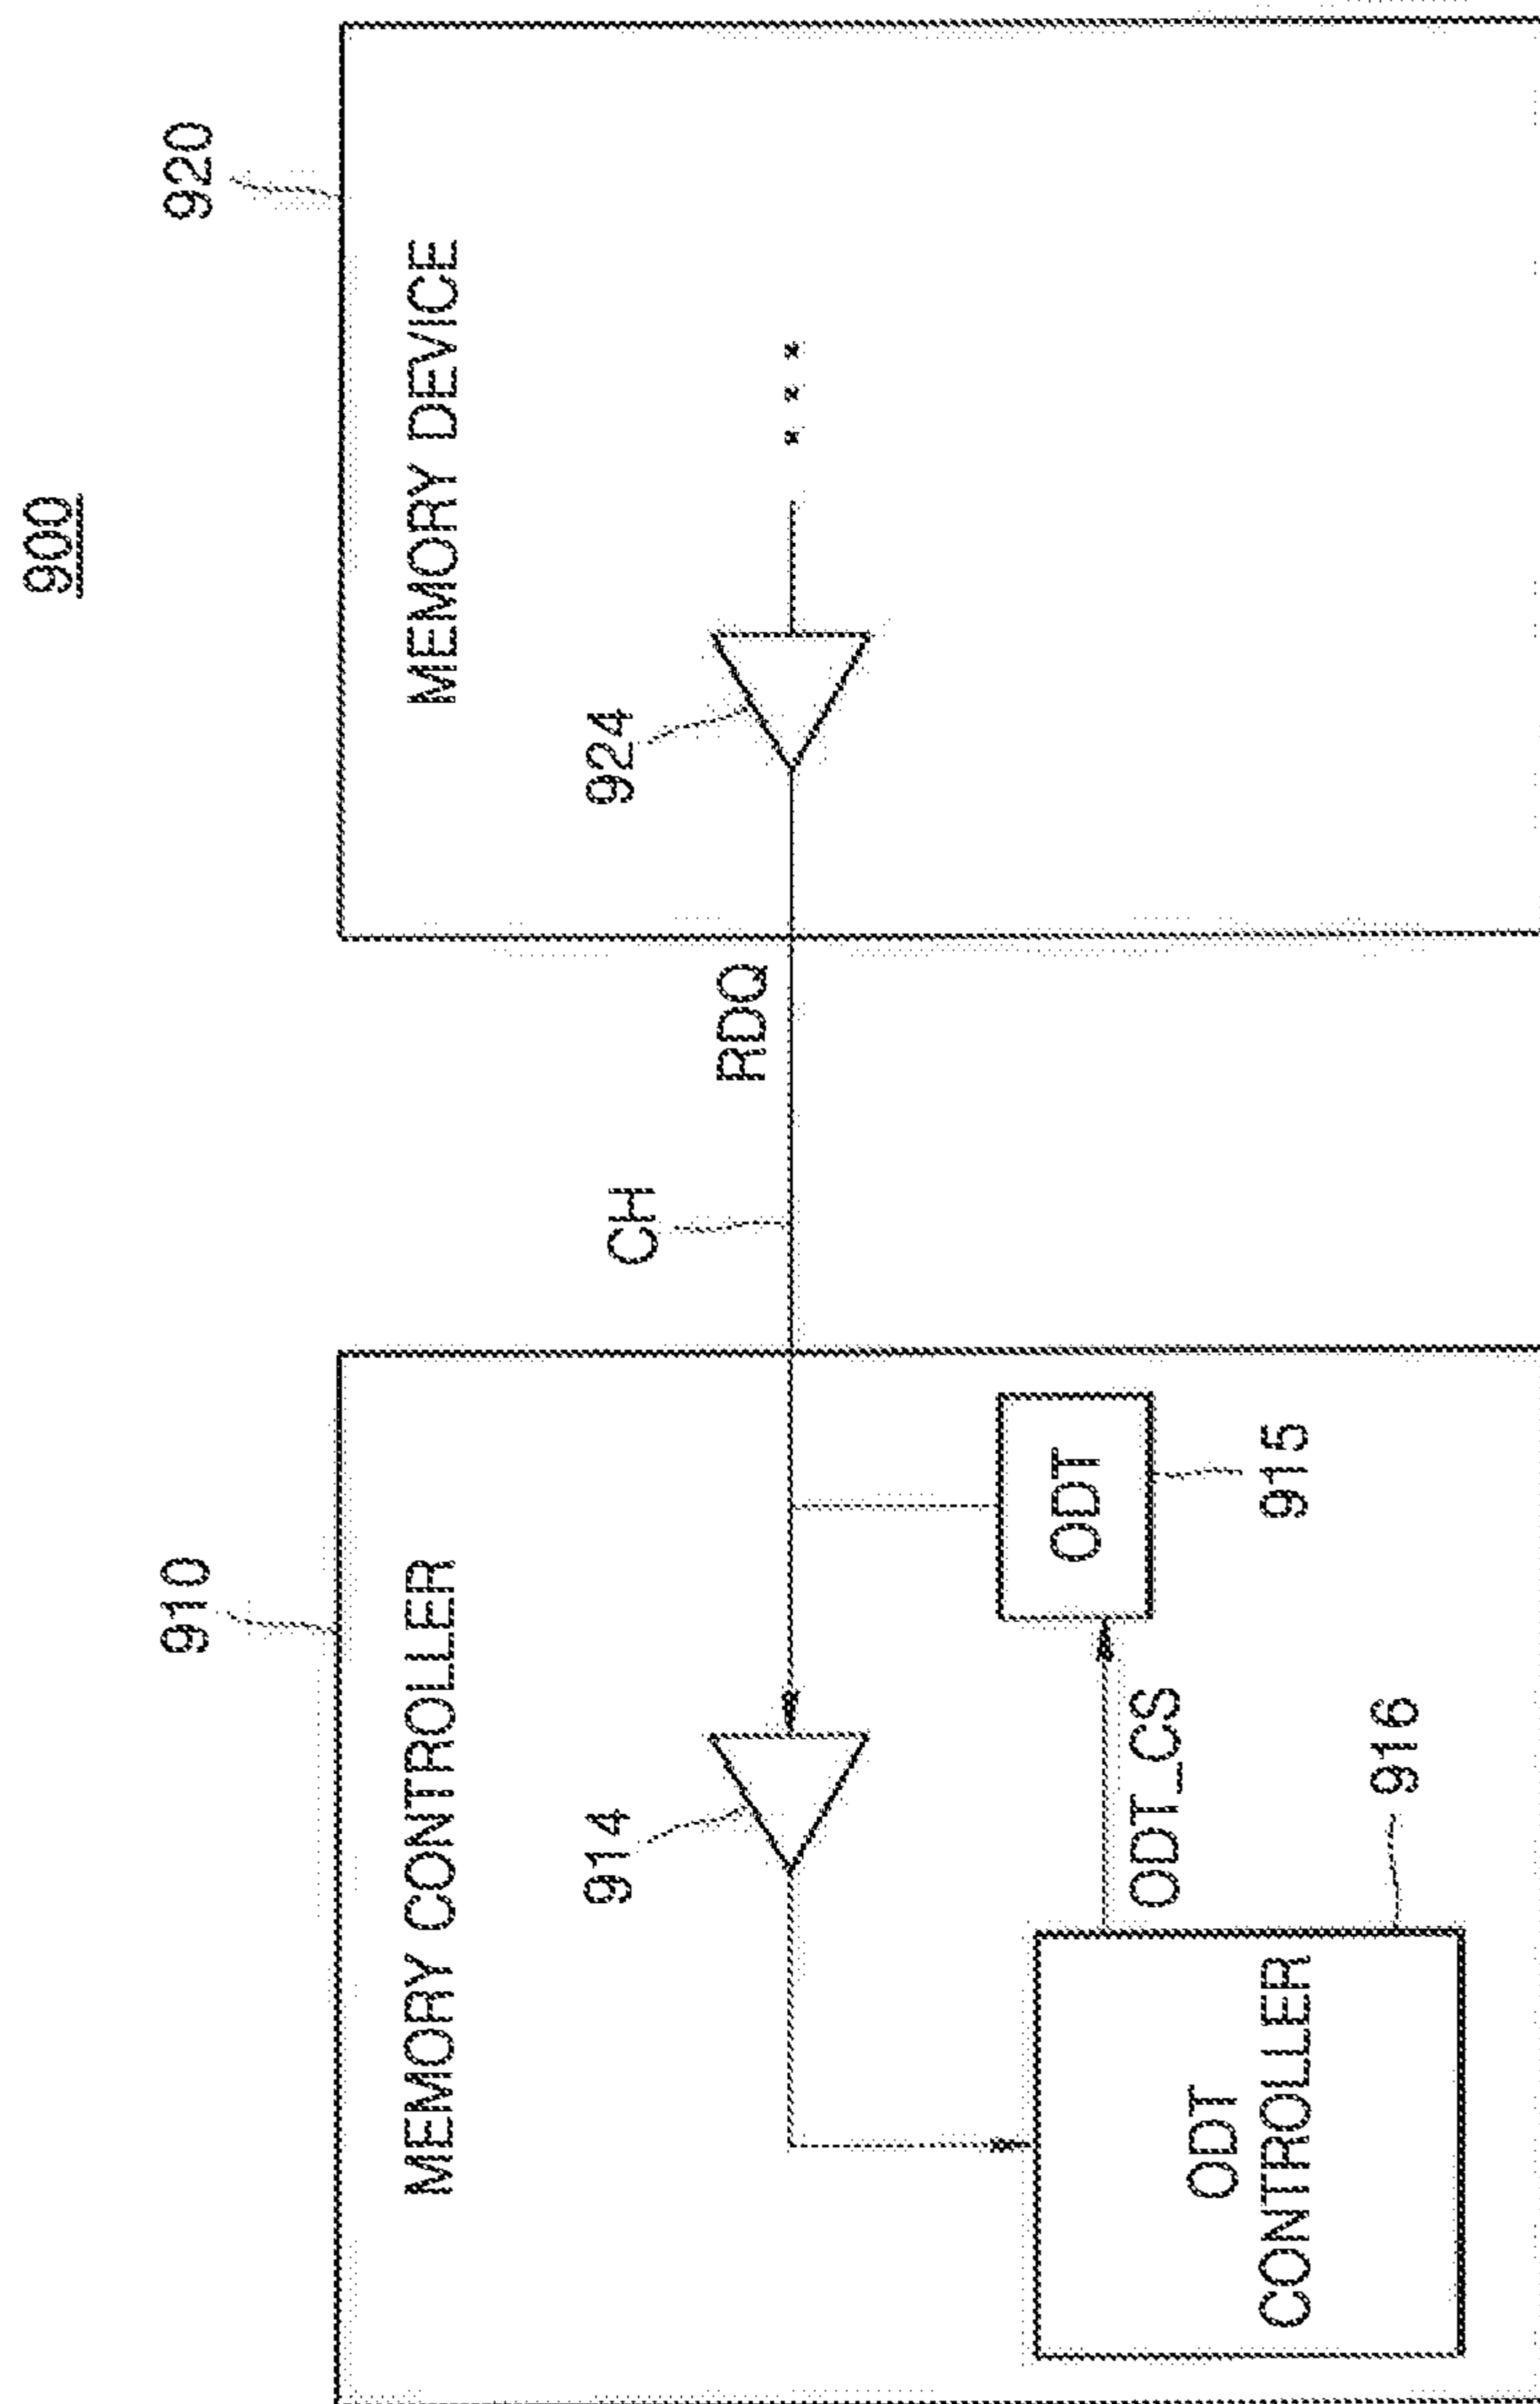 900
910
920
MEMORY CONTROLLER
MEMORY DEVICE
914
CH
924
RDQ
ODT
ODT_CS
915
ODT
CONTROLLER
916